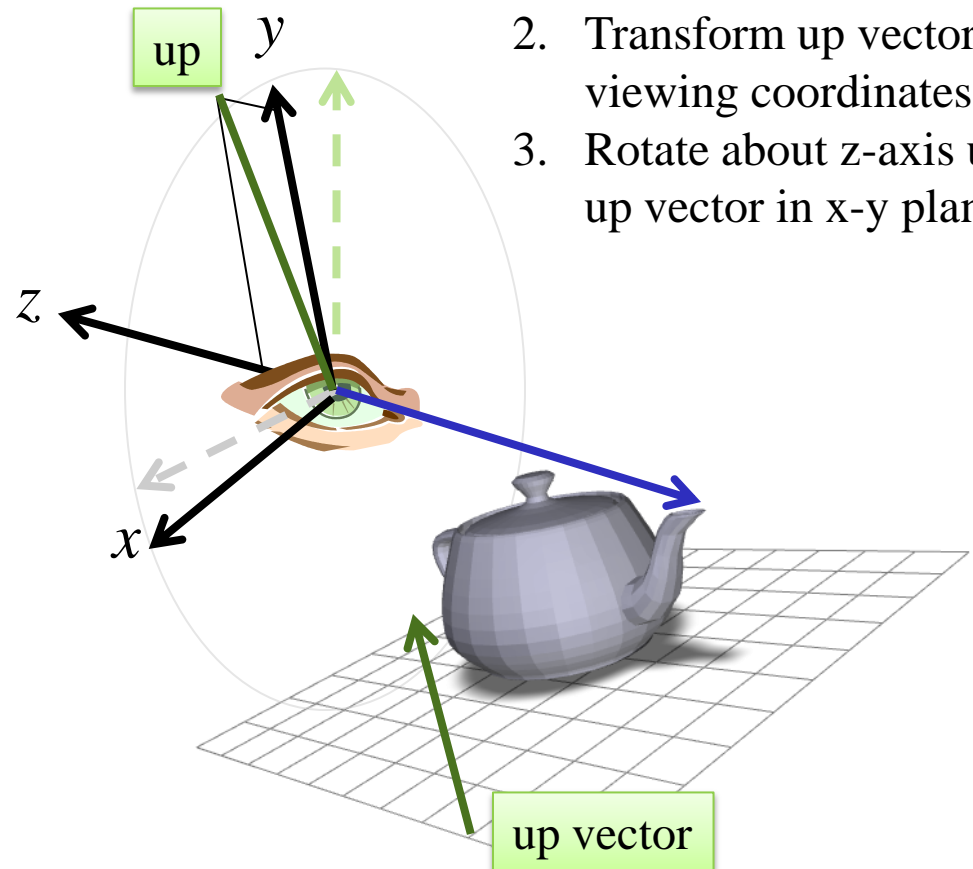 up
y
2. Transform up vector
viewing coordinates
3. Rotate about z-axis u
up vector in x-y plan
z
x
up vector